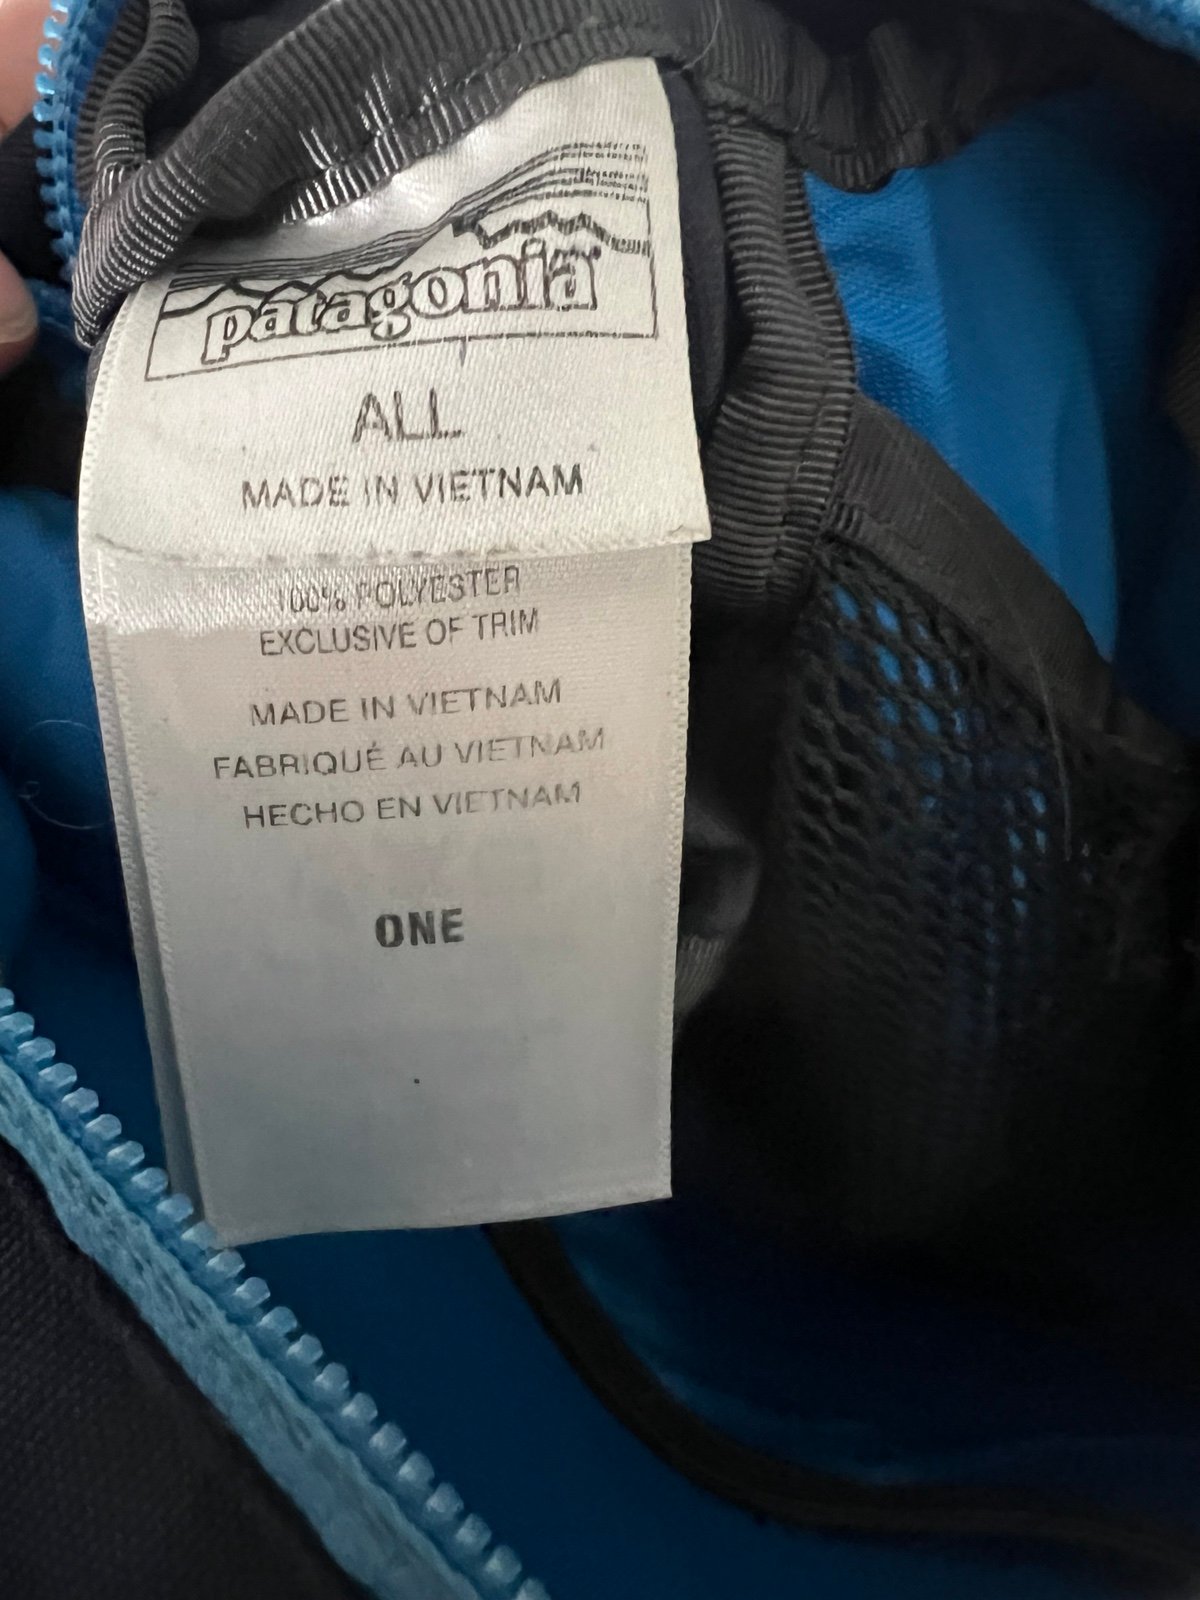 patagonia
ALL
MADE IN VIETNAM
100% POLYESTER
EXCLUSIVE OF TRIM
MADE IN VIETNAM
FABRIQUÉ AU VIETNAM
HECHO EN VIETNAM
ONE